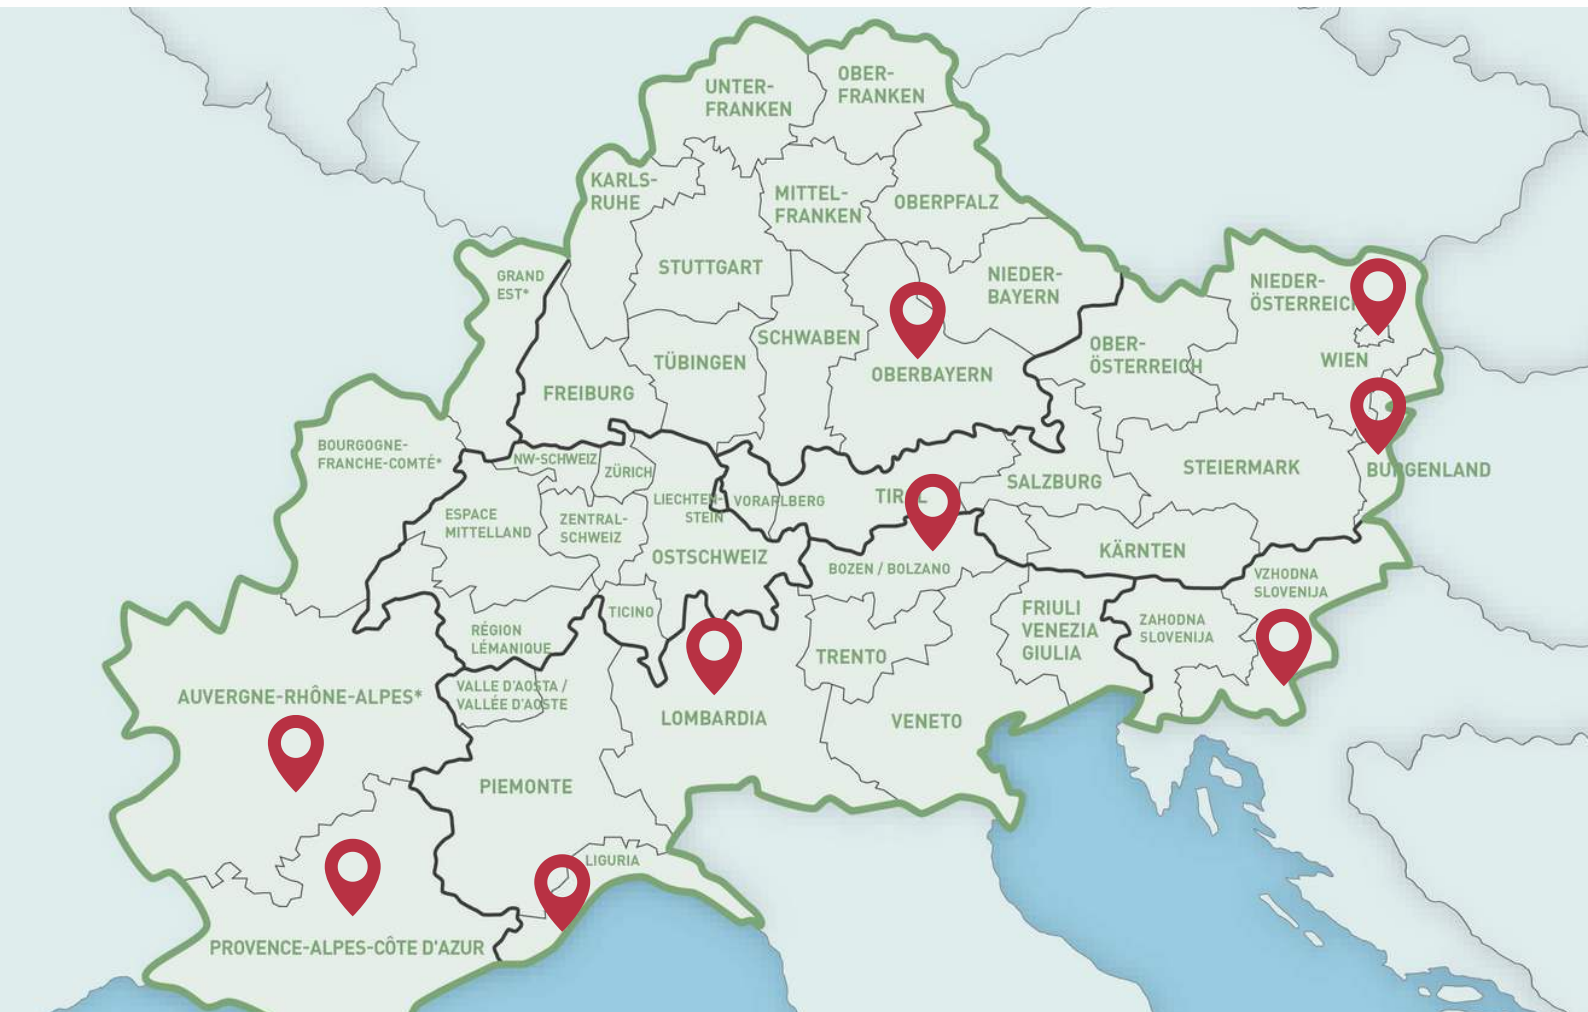 UNTER-
FRANKEN
OBER-
FRANKEN
KARLS-
RUHE
MITTEL-
FRANKEN
OBERPFALZ
GRAND
EST*
STUTTGART
NIEDER-
BAYERN
NIEDER-
ÖSTERREICH
SCHWABEN
TÜBINGEN
OBERBAYERN
OBER-
ÖSTERREICH
WIEN
FREIBURG
BOURGOGNE-
FRANCHE-COMTÉ*
NW-SCHWEIZ
ZÜRICH
STEIERMARK
BURGENLAND
LIECHTEN-
STEIN
VORARLBERG
TIROL
SALZBURG
ESPACE
MITTELLAND
ZENTRAL-
SCHWEIZ
OSTSCHWEIZ
BOZEN / BOLZANO
KÄRNTEN
VZHODNA
SLOVENIJA
TICINO
FRIULI
VENEZIA
GIULIA
ZAHODNA
SLOVENIJA
RÉGION
LÉMANIQUE
TRENTO
AUVERGNE-RHÔNE-ALPES*
VALLE D'AOSTA /
VALLÉE D'AOSTE
LOMBARDIA
VENETO
PIEMONTE
LIGURIA
PROVENCE-ALPES-CÔTE D'AZUR